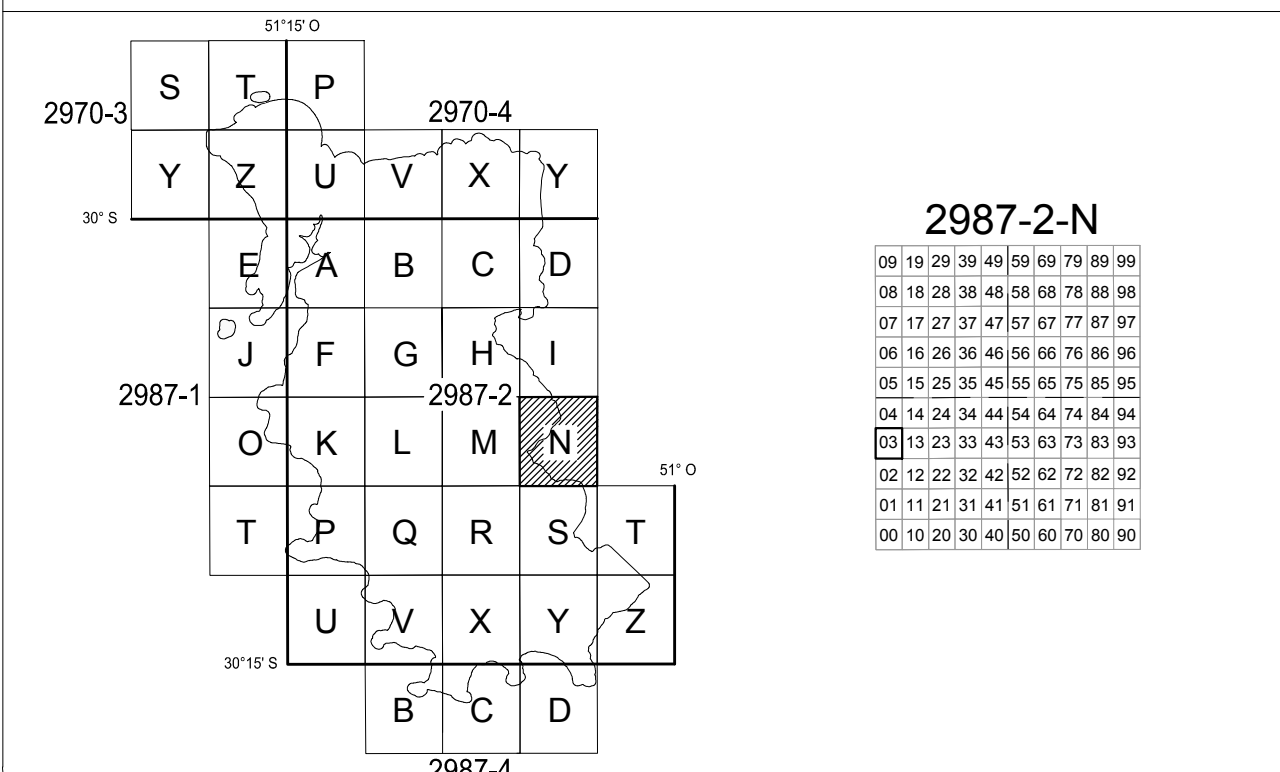 51°15' O
S T P
2970-3 2970-4
Y Z U V X Y
30° S
E A B C D
J F G H I
2987-1 2987-2
O K L M N
51° O
T P Q R S T
U V X Y Z
30°15' S
B C D
2987-4
2987-2-N
09 19 29 39 49 59 69 79 89 99
08 18 28 38 48 58 68 78 88 98
07 17 27 37 47 57 67 77 87 97
06 16 26 36 46 56 66 76 86 96
05 15 25 35 45 55 65 75 85 95
04 14 24 34 44 54 64 74 84 94
03 13 23 33 43 53 63 73 83 93
02 12 22 32 42 52 62 72 82 92
01 11 21 31 41 51 61 71 81 91
00 10 20 30 40 50 60 70 80 90